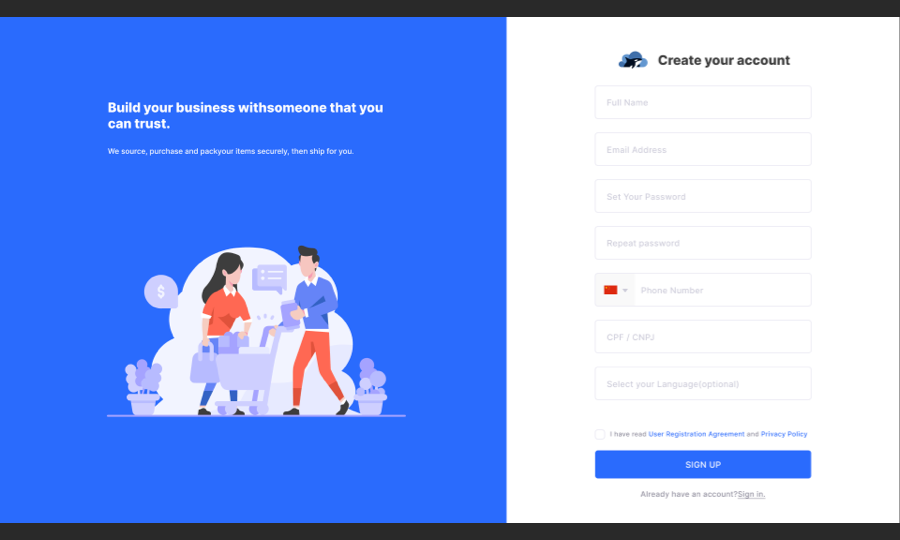 Build your business withsomeone that you
can trust.
We source, purchase and packyour items securely, then ship for you.
$
Create your account
Full Name
Email Address
Set Your Password
Repeat password
Phone Number
CPF / CNPJ
Select your Language(optional)
I have read User Registration Agreement and Privacy Policy
SIGN UP
Already have an account?Sign in.